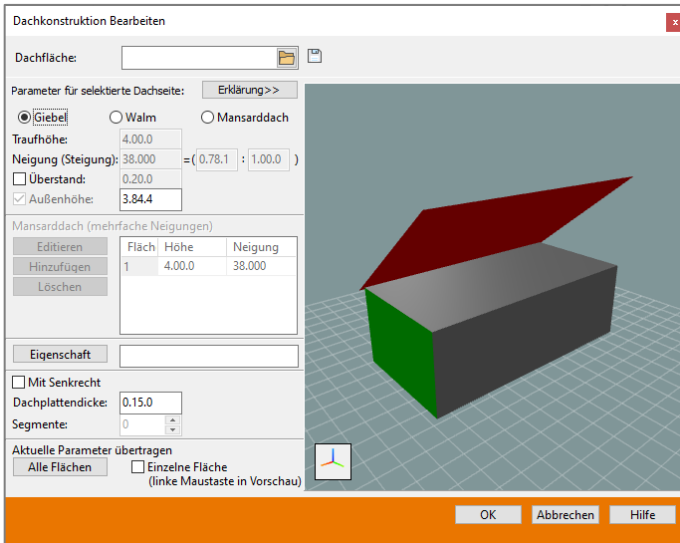 Dachkonstruktion Bearbeiten
x
Dachfläche:
Parameter für selektierte Dachseite: Erklärung>>
Giebel Walm Mansarddach
Traufhöhe: 4.00.0
Neigung (Steigung): 38.000 =( 0.78.1 : 1.00.0 )
Überstand: 0.20.0
Außenhöhe: 3.84.4
Mansarddach (mehrfache Neigungen)
Editieren Fläch Höhe Neigung
Hinzufügen 1 4.00.0 38.000
Löschen
Eigenschaft
Mit Senkrecht
Dachplattendicke: 0.15.0
Segmente: 0
Aktuelle Parameter übertragen
Alle Flächen Einzelne Fläche
(linke Maustaste in Vorschau)
OK Abbrechen Hilfe